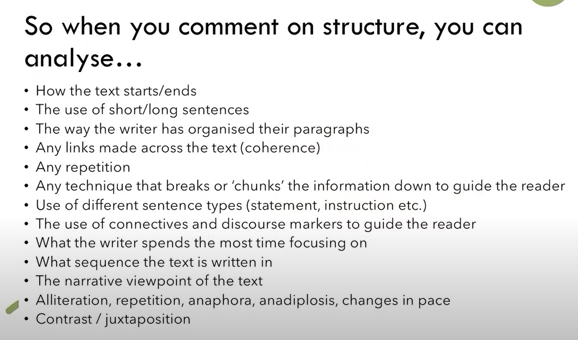 So when you comment on structure, you can
analyse...
• How the text starts/ends
• The use of short/long sentences
• The way the writer has organised their paragraphs
• Any links made across the text (coherence)
• Any repetition
• Any technique that breaks or ‘chunks’ the information down to guide the reader
• Use of different sentence types (statement, instruction etc.)
• The use of connectives and discourse markers to guide the reader
• What the writer spends the most time focusing on
• What sequence the text is written in
• The narrative viewpoint of the text
• Alliteration, repetition, anaphora, anadiplosis, changes in pace
• Contrast / juxtaposition